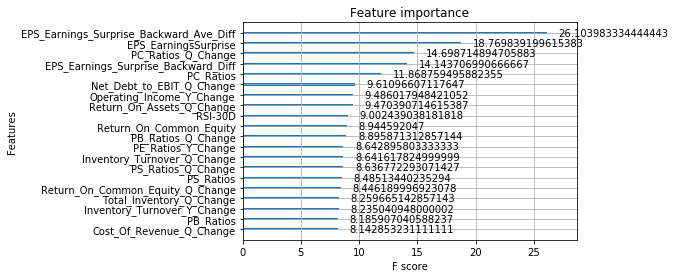 Feature importance
EPS_Earnings_Surprise_Backward_Ave_Diff 26.103983334444443
EPS_EarningsSurprise 18.769839199615383
PC_Ratios_Q_Change 14.698714894705883
EPS_Earnings_Surprise_Backward_Diff 14.143706990666667
PC_Ratios 11.868759495882355
Net_Debt_to_EBIT_Q_Change 9.61096607117647
Operating_Income_Y_Change 9.486017948421052
Return_On_Assets_Q_Change 9.470390714615387
RSI-30D 9.002439038181818
Return_On_Common_Equity 8.944592047
PB_Ratios_Q_Change 8.895871312857144
PE_Ratios_Y_Change 8.642895803333333
Inventory_Turnover_Q_Change 8.641617824999999
PS_Ratios_Q_Change 8.636772293071427
PS_Ratios 8.48513440235294
Return_On_Common_Equity_Q_Change 8.446189996923078
Total_Inventory_Q_Change 8.259665142857143
Inventory_Turnover_Y_Change 8.235040948000002
PB_Ratios 8.185907040588237
Cost_Of_Revenue_Q_Change 8.142853231111111
Features
0 5 10 15 20 25
F score